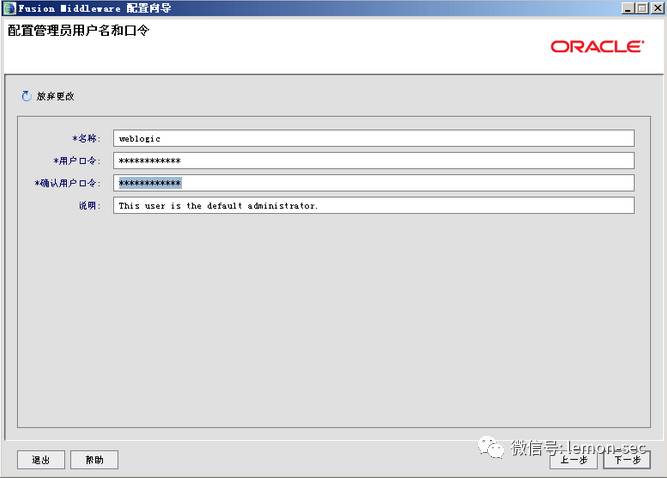 Fusion Middleware 配置向导
配置管理员用户名和口令
ORACLE
放弃更改
*名称: weblogic
*用户口令: ************
*确认用户口令: ************
说明: This user is the default administrator.
微信号: lemon-sec
退出 帮助 上一步 下一步